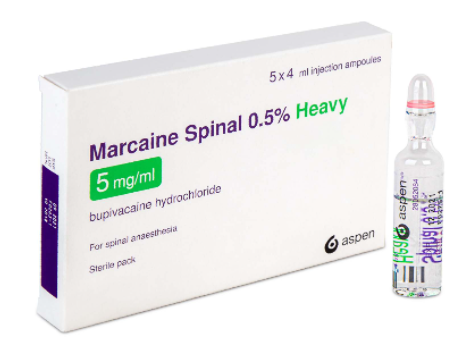 5 x 4 ml injection ampoules
Marcaine Spinal 0.5% Heavy
5 mg/ml
bupivacaine hydrochloride
For spinal anaesthesia
Sterile pack
aspen
aspen
Heavy